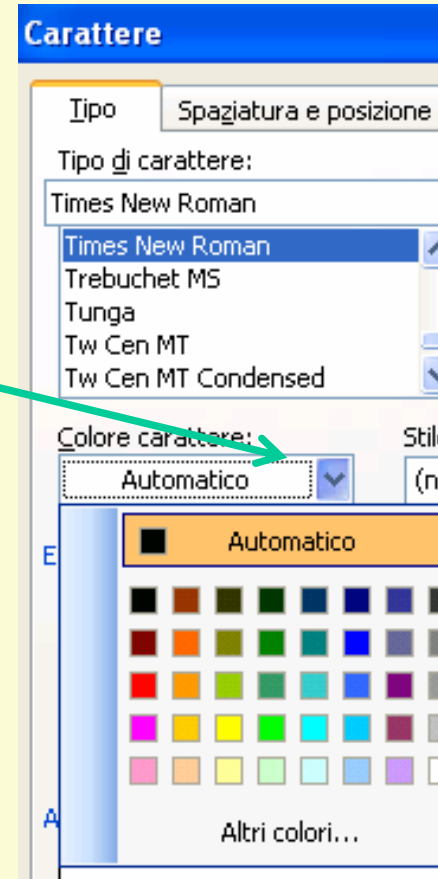 Carattere
Tipo Spaziatura e posizione
Tipo di carattere:
Times New Roman
Times New Roman
Trebuchet MS
Tunga
Tw Cen MT
Tw Cen MT Condensed
Colore carattere: Stil
Automatico (n
E
Automatico
A
Altri colori...